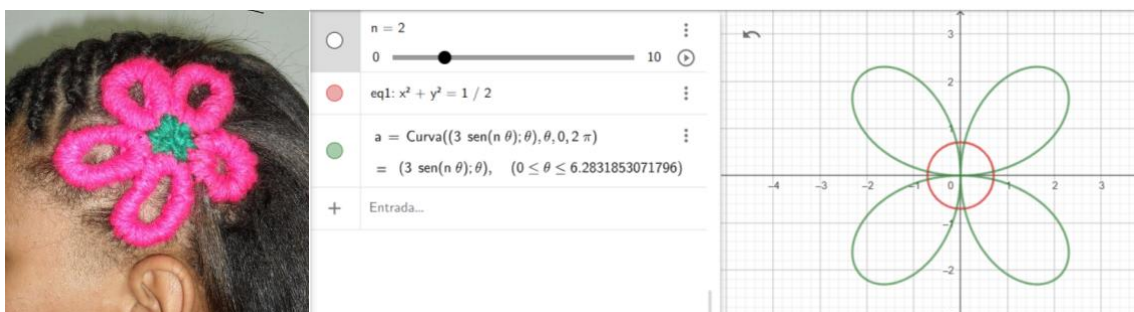 n = 2
0 10
eq1: x² + y² = 1 / 2
a = Curva((3 sen(n θ); θ), θ, 0, 2 π)
= (3 sen(n θ); θ), (0 ≤ θ ≤ 6.2831853071796)
+ Entrada...
3
2
1
-4 -3 -2 -1 0 1 2 3
-1
-2